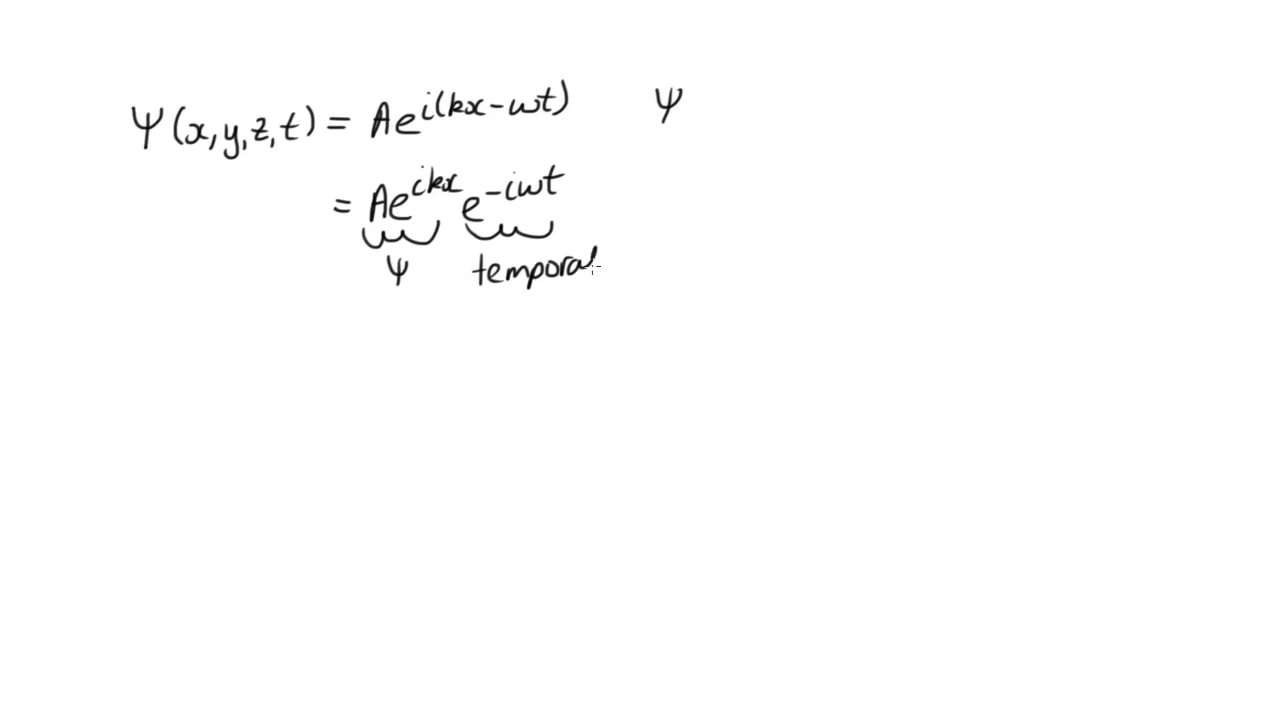 Ψ(x,y,z,t) = Ae^{i(kx-ωt)} ψ
= Ae^{ikx} e^{-iωt}
ψ temporal